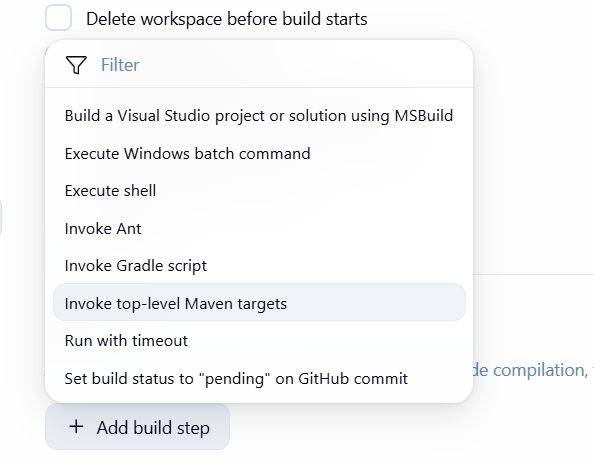 Delete workspace before build starts
Filter
Build a Visual Studio project or solution using MSBuild
Execute Windows batch command
Execute shell
Invoke Ant
Invoke Gradle script
Invoke top-level Maven targets
Run with timeout
compilation,
Set build status to "pending" on GitHub commit
Add build step